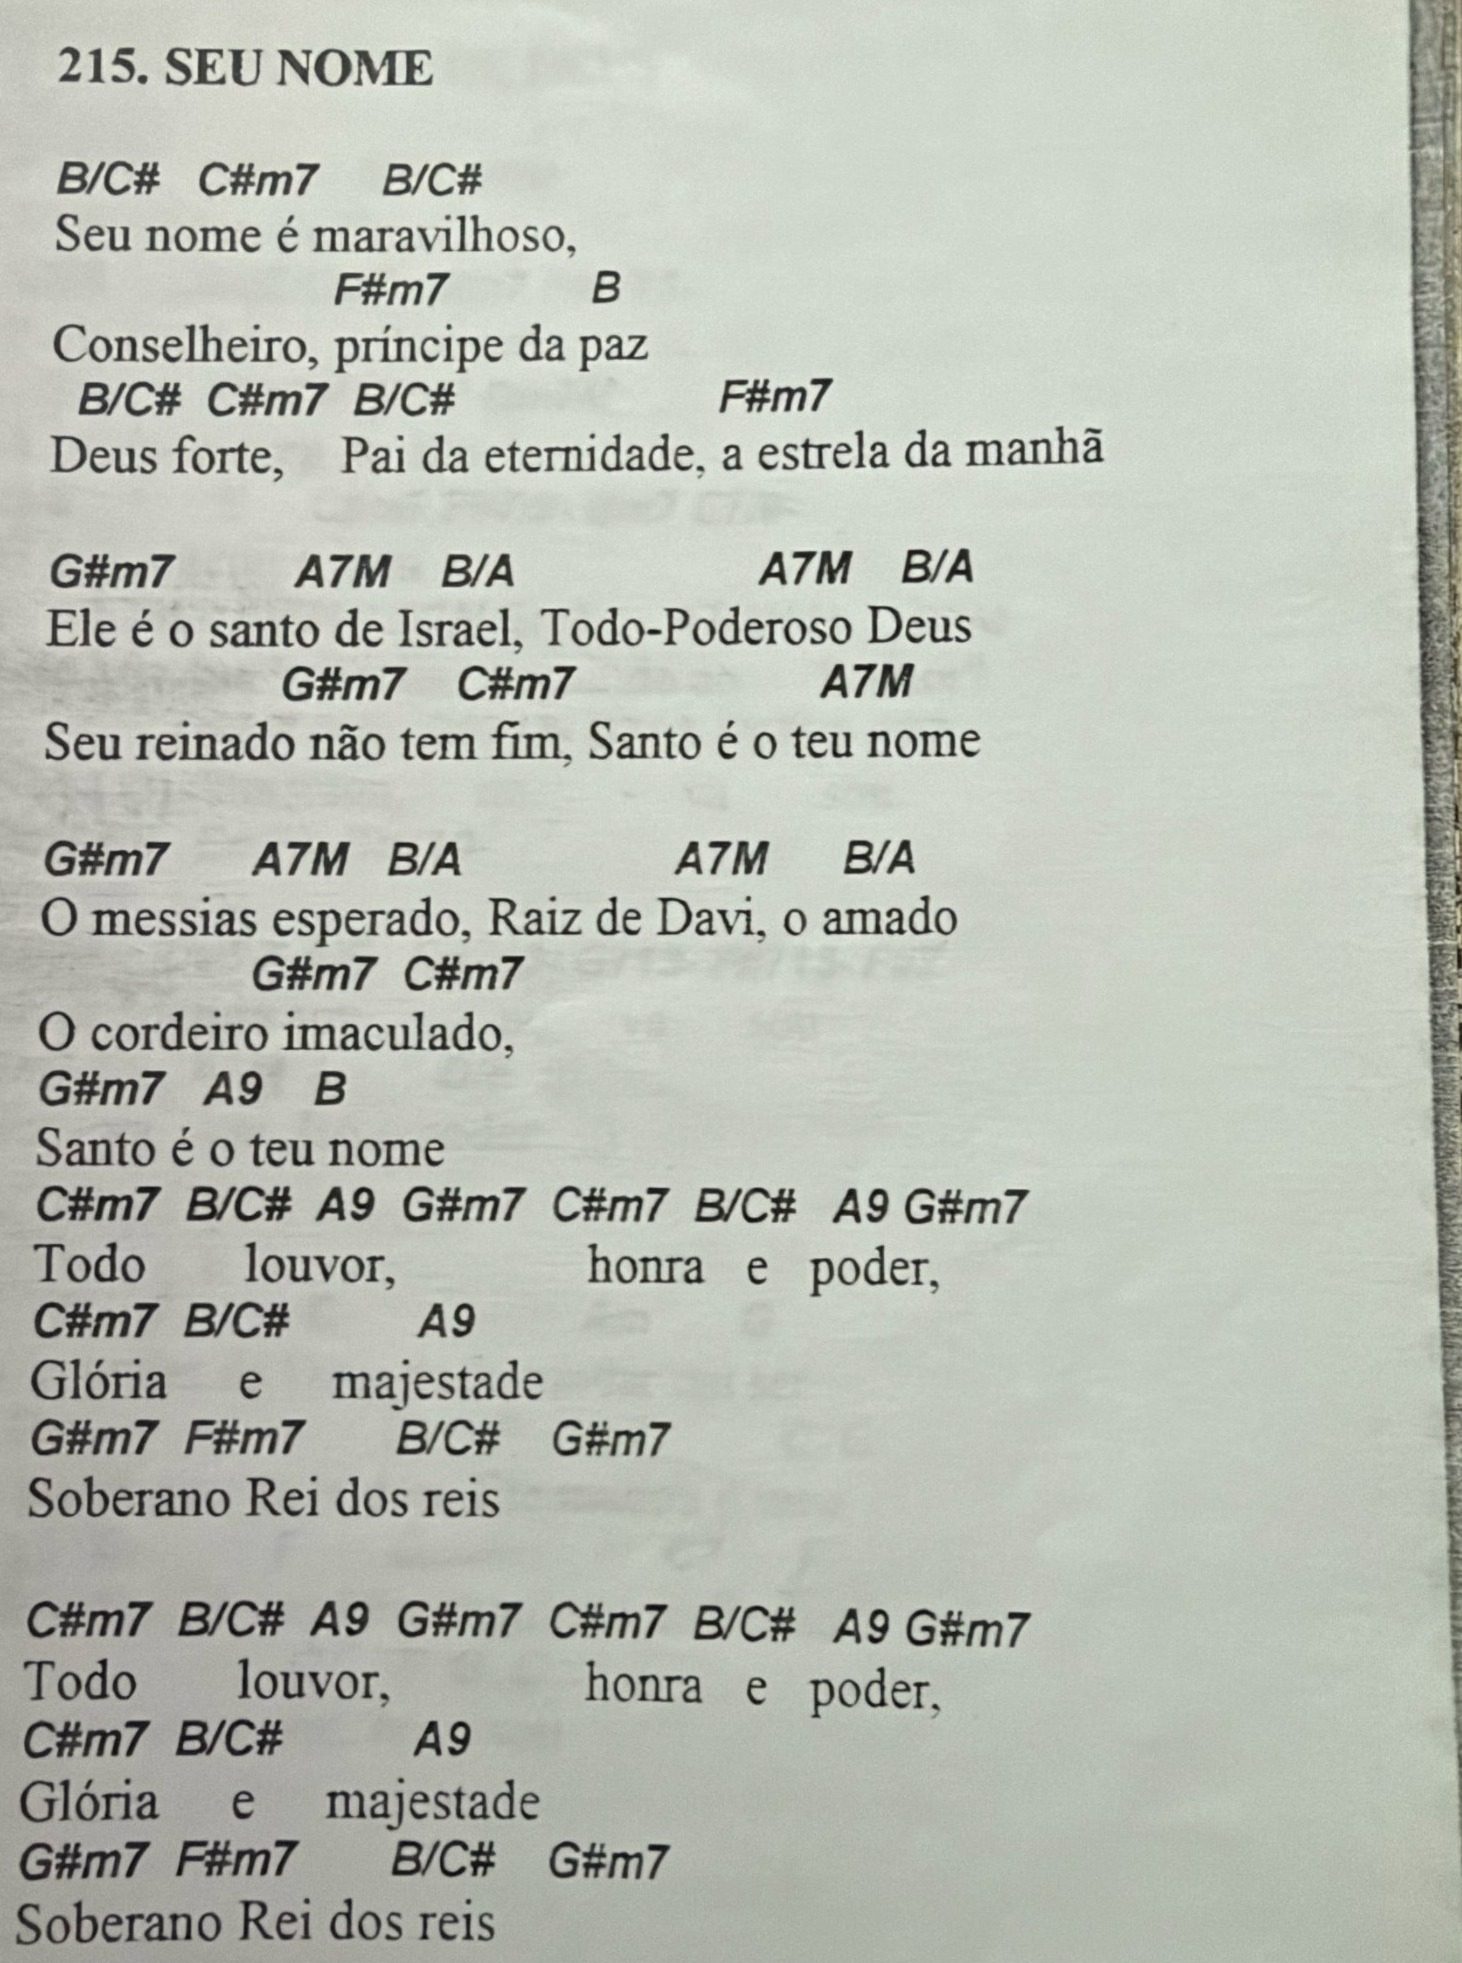 215. SEU NOME
B/C# C#m7 B/C#
Seu nome é maravilhoso,
F#m7 B
Conselheiro, príncipe da paz
B/C# C#m7 B/C# F#m7
Deus forte, Pai da eternidade, a estrela da manhã
G#m7 A7M B/A A7M B/A
Ele é o santo de Israel, Todo-Poderoso Deus
G#m7 C#m7 A7M
Seu reinado não tem fim, Santo é o teu nome
G#m7 A7M B/A A7M B/A
O messias esperado, Raiz de Davi, o amado
G#m7 C#m7
O cordeiro imaculado,
G#m7 A9 B
Santo é o teu nome
C#m7 B/C# A9 G#m7 C#m7 B/C# A9 G#m7
Todo louvor, honra e poder,
C#m7 B/C# A9
Glória e majestade
G#m7 F#m7 B/C# G#m7
Soberano Rei dos reis
C#m7 B/C# A9 G#m7 C#m7 B/C# A9 G#m7
Todo louvor, honra e poder,
C#m7 B/C# A9
Glória e majestade
G#m7 F#m7 B/C# G#m7
Soberano Rei dos reis